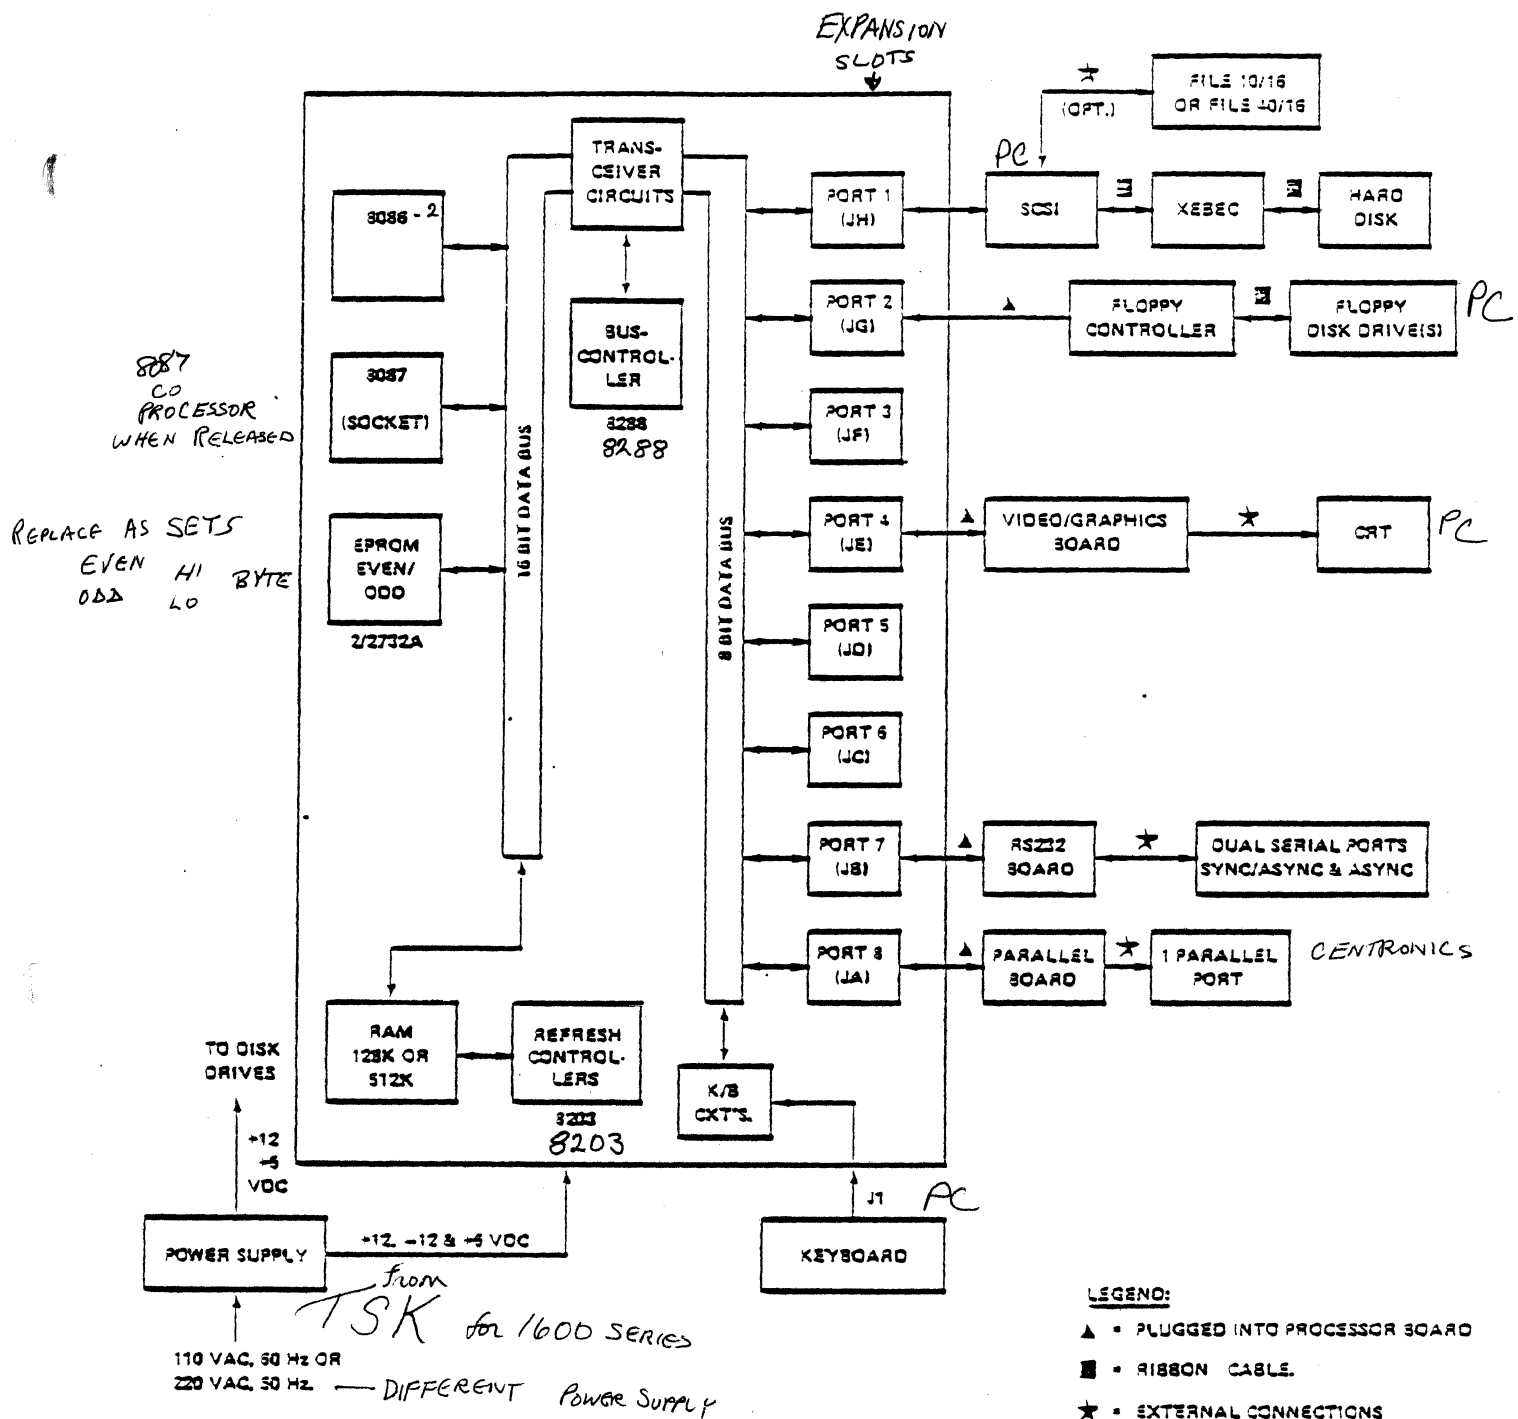 EXPANSION
SLOTS
FILE 10/16
OR FILE 40/16
(OPT.)
PC
TRANS-
CEIVER
CIRCUITS
8086-2
PORT 1
(JH)
SCSI
XEBEC
HARD
DISK
BUS-
CONTROL-
LER
8288
8288
PORT 2
(JG)
FLOPPY
CONTROLLER
FLOPPY
DISK DRIVE(S)
PC
8087
CO
PROCESSOR
WHEN RELEASED
8087
(SOCKET)
PORT 3
(JF)
16 BIT DATA BUS
8 BIT DATA BUS
REPLACE AS SETS
EVEN HI BYTE
ODD LO
EPROM
EVEN/
ODD
2/2732A
PORT 4
(JE)
VIDEO/GRAPHICS
BOARD
CRT
PC
PORT 5
(JD)
PORT 6
(JC)
PORT 7
(JB)
RS232
BOARD
DUAL SERIAL PORTS
SYNC/ASYNC & ASYNC
PORT 8
(JA)
PARALLEL
BOARD
1 PARALLEL
PORT
CENTRONICS
RAM
128K OR
512K
REFRESH
CONTROL-
LERS
8203
8203
K/B
CKT'S.
TO DISK
DRIVES
+12
+5
VDC
J1
PC
POWER SUPPLY
+12, -12 & +5 VDC
KEYBOARD
from
TSK for 1600 SERIES
110 VAC, 60 Hz OR
220 VAC, 50 Hz. — DIFFERENT POWER SUPPLY
LEGEND:
▲ = PLUGGED INTO PROCESSOR BOARD
■ = RIBBON CABLE.
★ = EXTERNAL CONNECTIONS